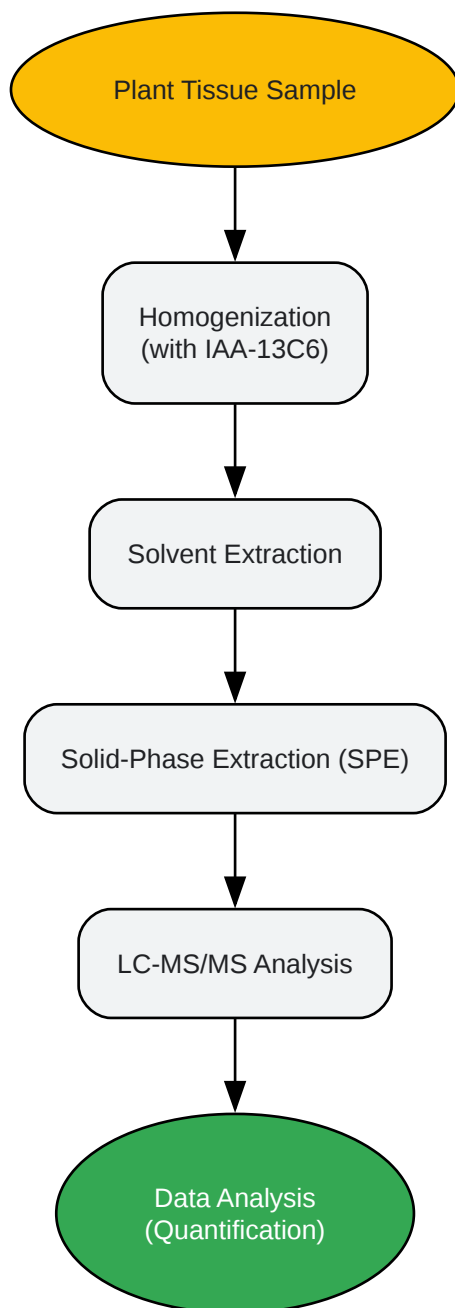 Plant Tissue Sample
Homogenization
(with IAA-13C6)
Solvent Extraction
Solid-Phase Extraction (SPE)
LC-MS/MS Analysis
Data Analysis
(Quantification)